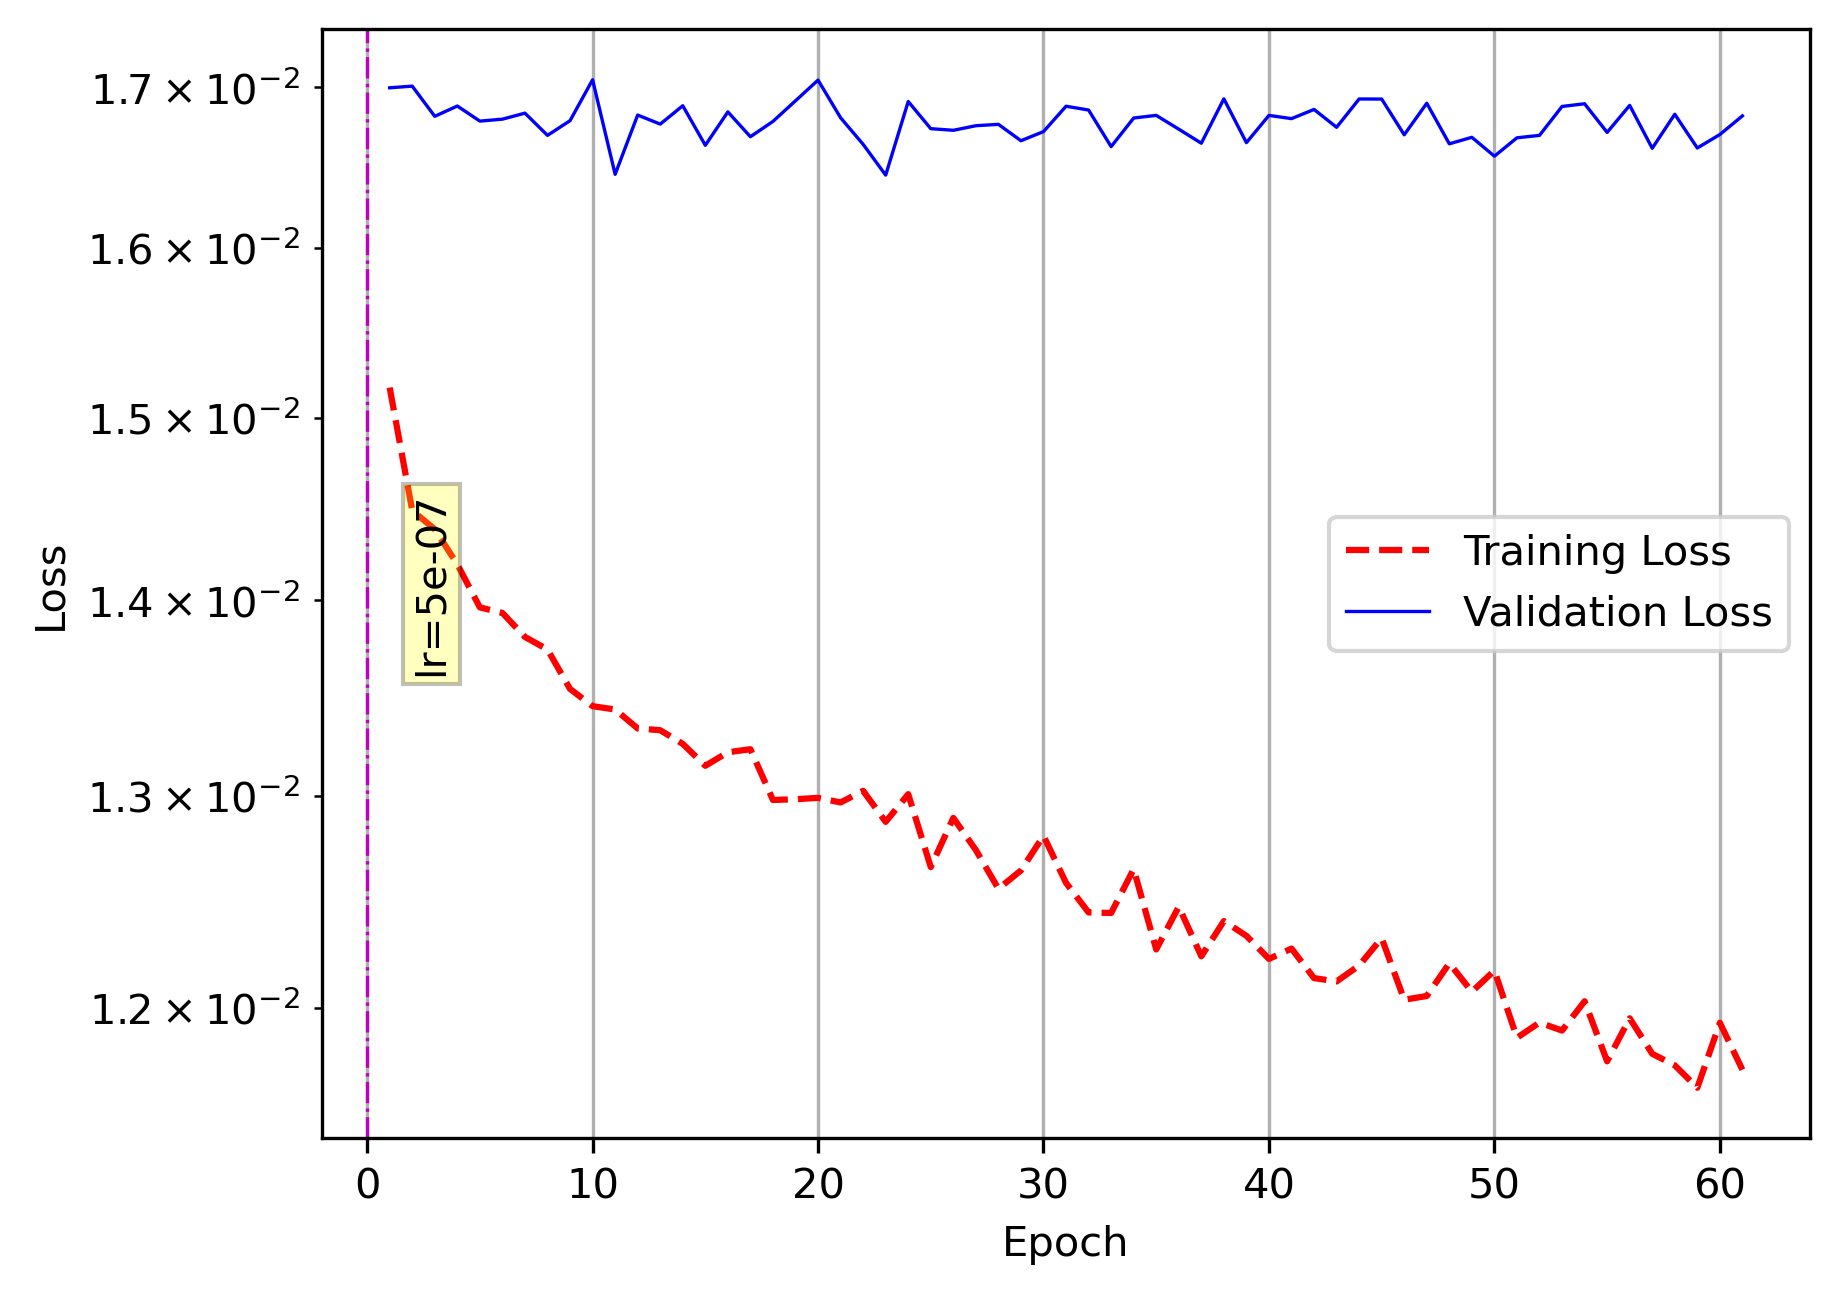 1.7 × 10⁻²
1.6 × 10⁻²
1.5 × 10⁻²
1.4 × 10⁻²
1.3 × 10⁻²
1.2 × 10⁻²
Loss
lr=5e-07
Training Loss
Validation Loss
0 10 20 30 40 50 60
Epoch